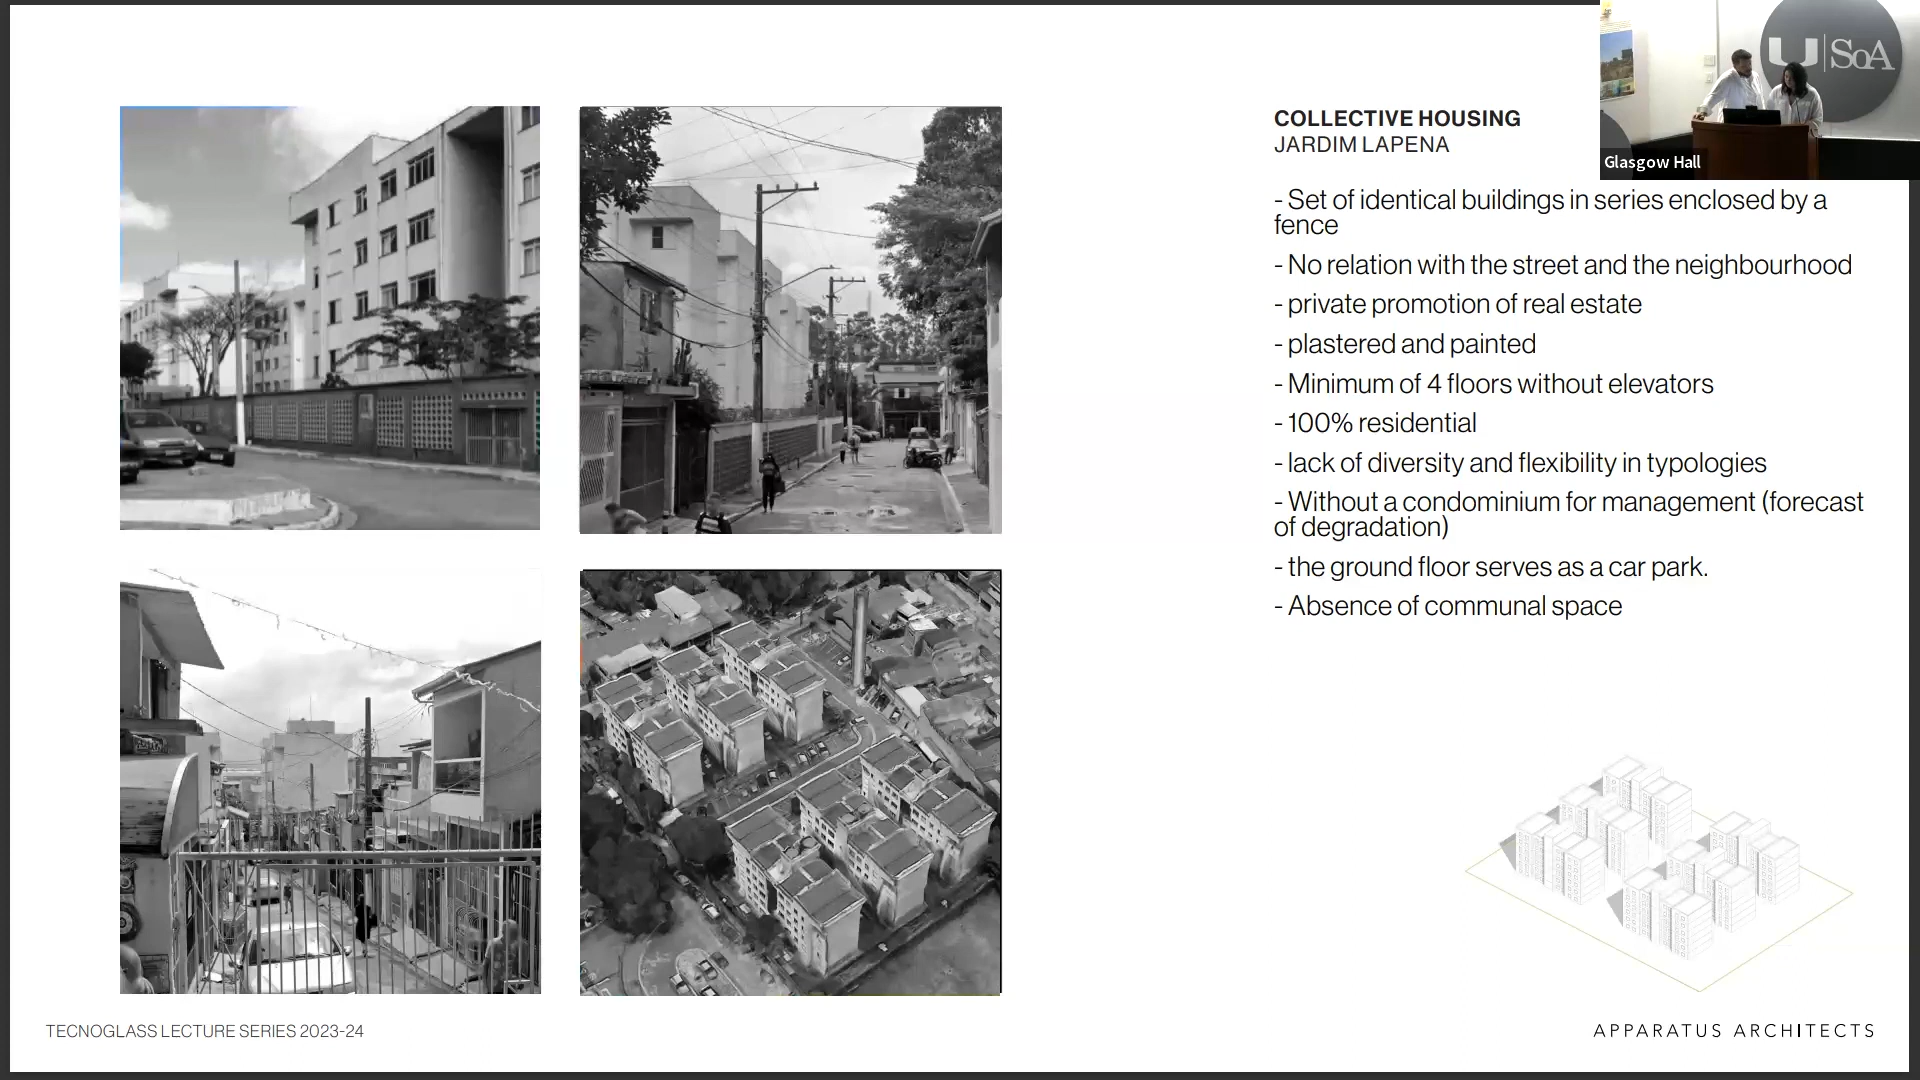 COLLECTIVE HOUSING
JARDIM LAPENA
- Set of identical buildings in series enclosed by a
fence
- No relation with the street and the neighbourhood
- private promotion of real estate
- plastered and painted
- Minimum of 4 floors without elevators
- 100% residential
- lack of diversity and flexibility in typologies
- Without a condominium for management (forecast
of degradation)
- the ground floor serves as a car park.
- Absence of communal space
U | SoA
Glasgow Hall
TECNOGLASS LECTURE SERIES 2023-24
APPARATUS ARCHITECTS